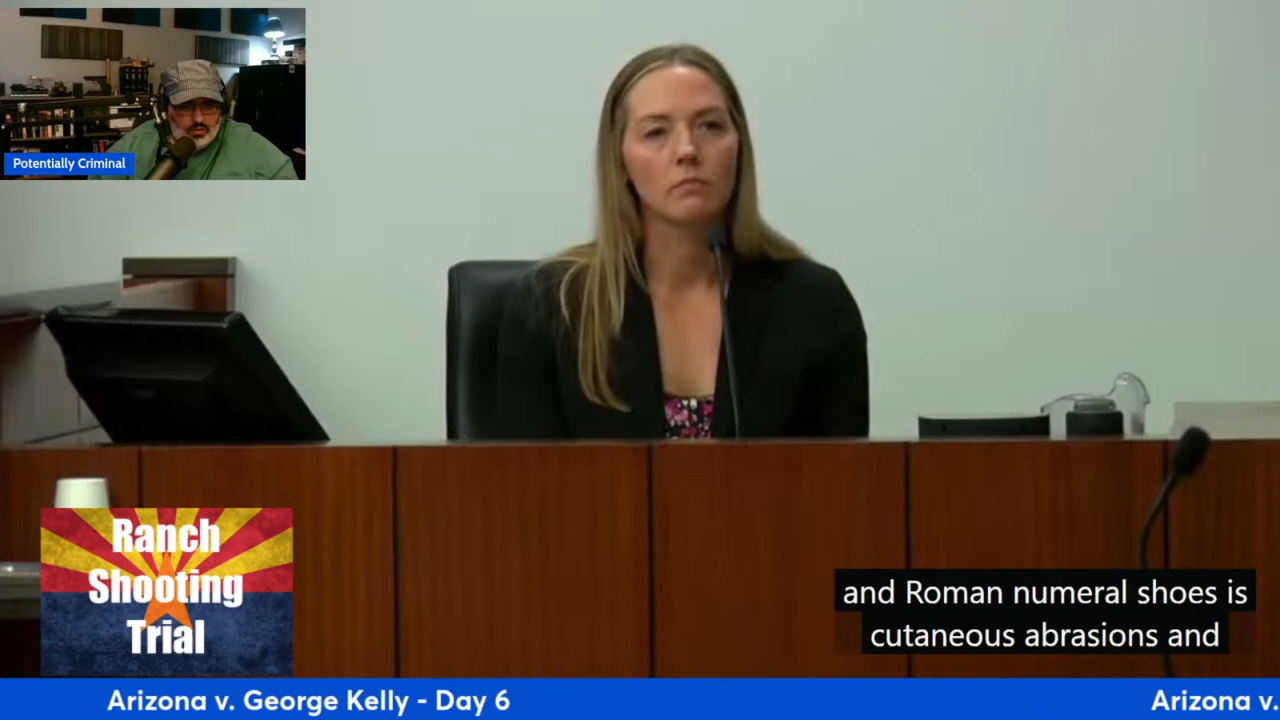 Potentially Criminal
Ranch
Shooting
Trial
and Roman numeral shoes is
cutaneous abrasions and
Arizona v. George Kelly - Day 6
Arizona v.